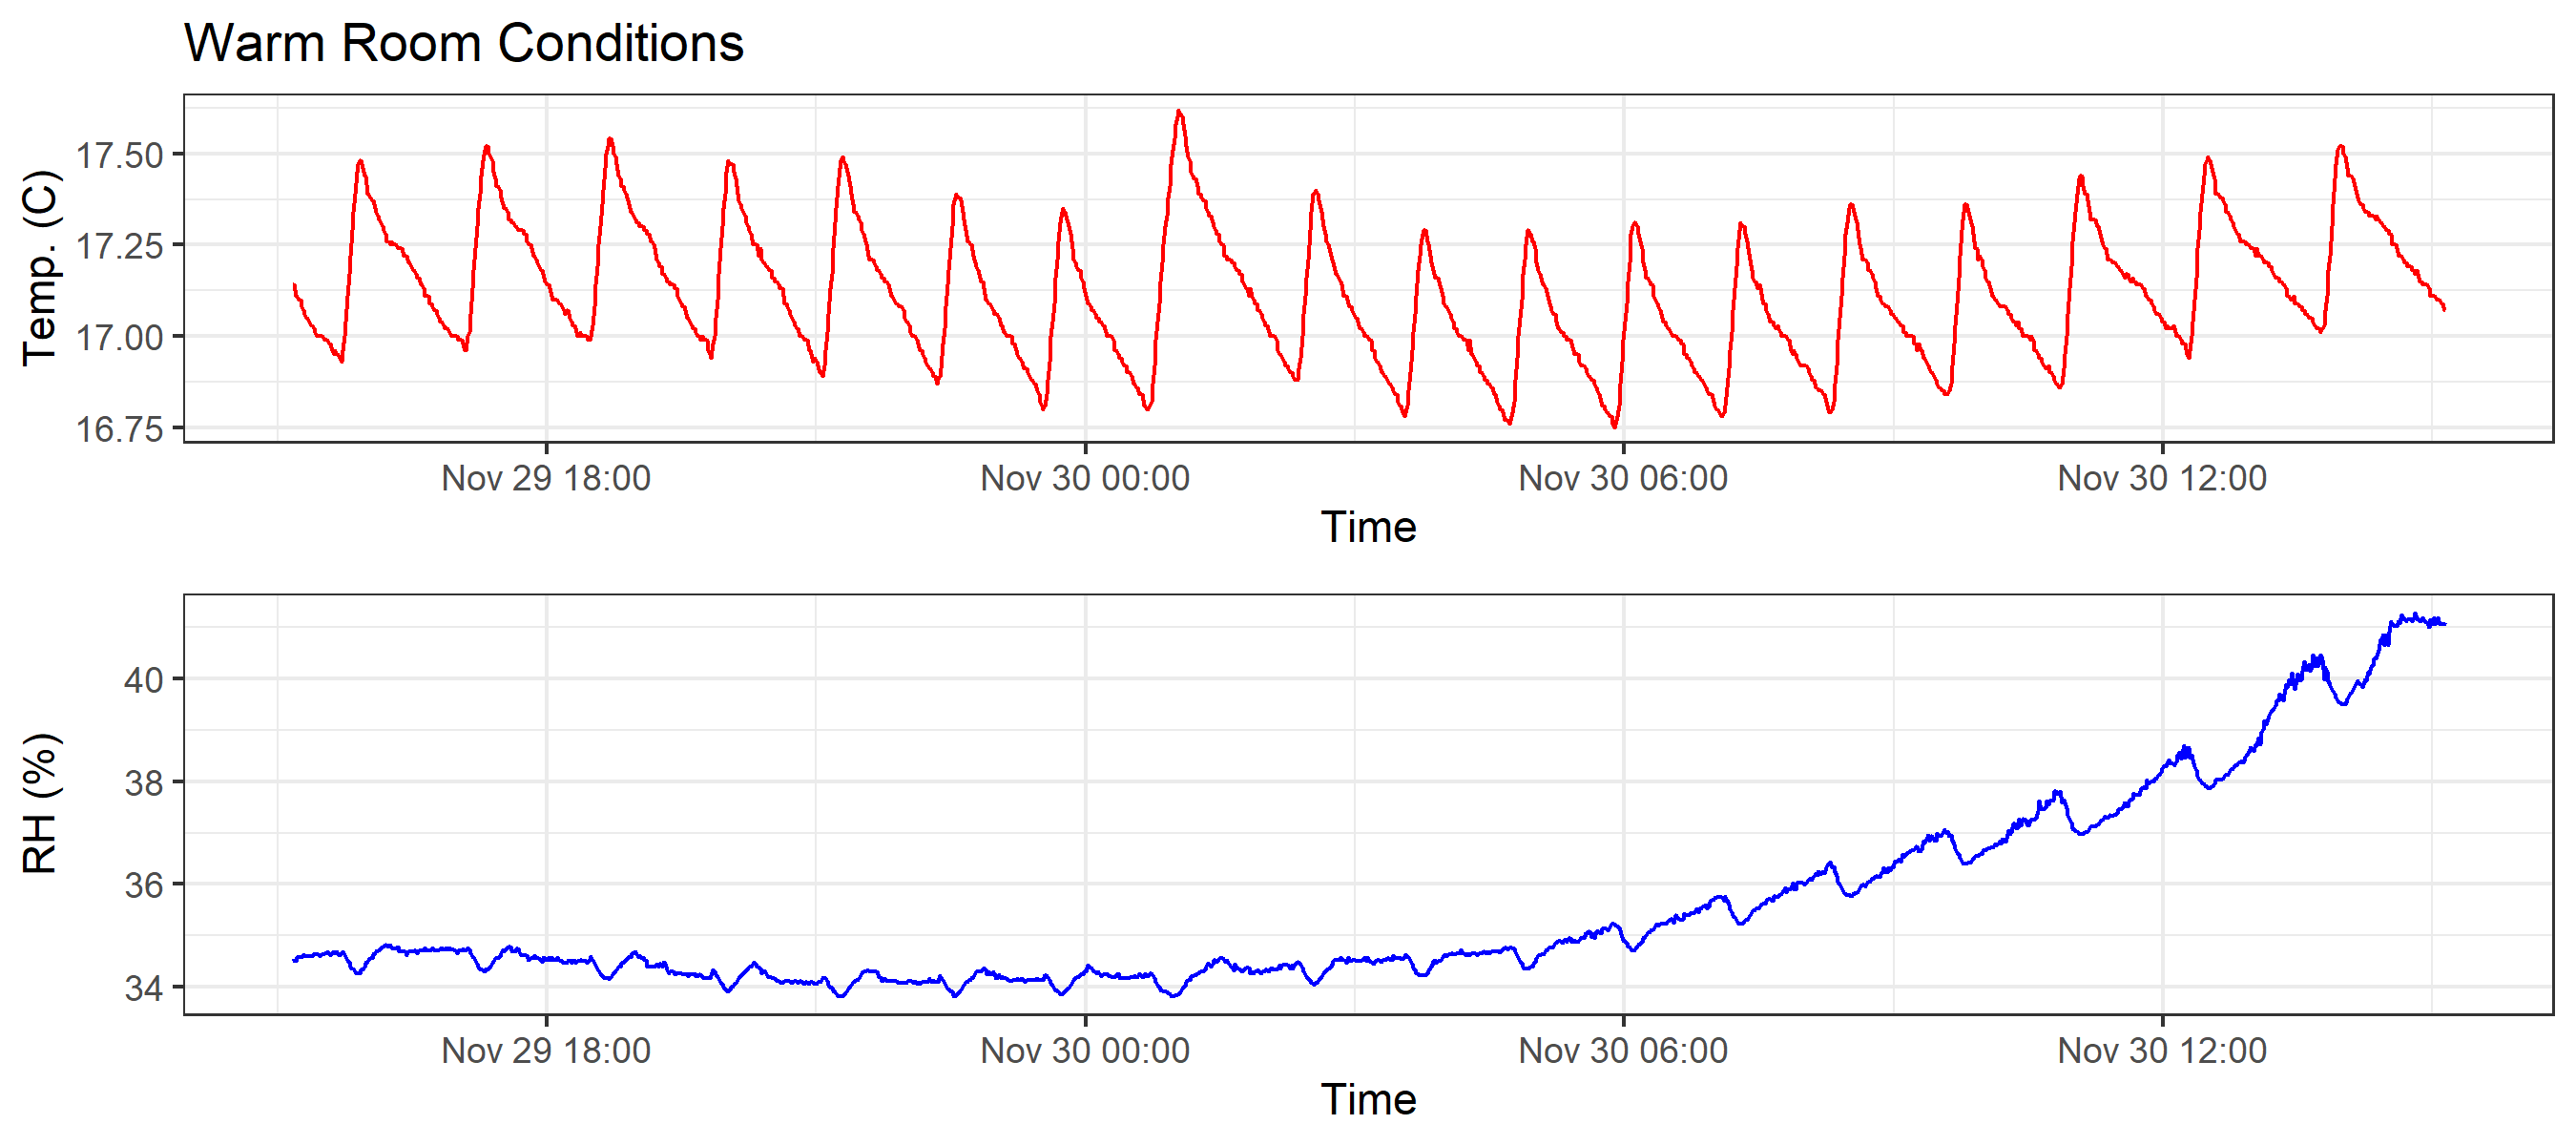 Warm Room Conditions
Temp. (C)
17.50
17.25
17.00
16.75
Nov 29 18:00 Nov 30 00:00 Nov 30 06:00 Nov 30 12:00
Time
RH (%)
40
38
36
34
Nov 29 18:00 Nov 30 00:00 Nov 30 06:00 Nov 30 12:00
Time